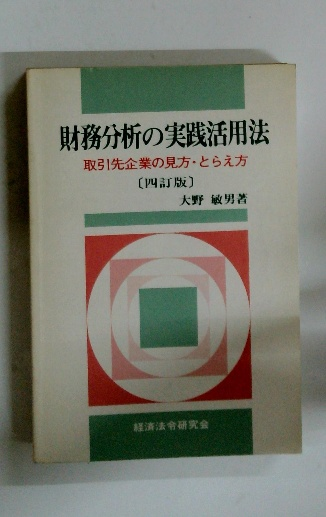 財務分析の実践活用法
取引先企業の見方・とらえ方
〔四訂版〕
大野 敏男著
経済法令研究会